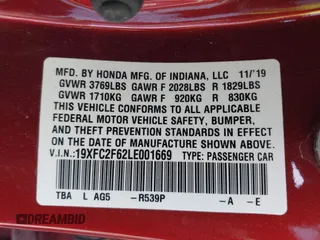 MFD. BY HONDA MFG. OF INDIANA, LLC 11/'19
GVWR 3769LBS GAWR F 2028LBS R 1829LBS
GVWR 1710KG GAWR F 920KG R 830KG
THIS VEHICLE CONFORMS TO ALL APPLICABLE
FEDERAL MOTOR VEHICLE SAFETY, BUMPER,
AND THEFT PREVENTION STANDARDS IN EFFECT
ON THE DATE OF MANUFACTURE SHOWN ABOVE.
V.I.N.:19XFC2F62LE001669 TYPE: PASSENGER CAR
TBA L AG5 -R539P -A -E
DREAMBID